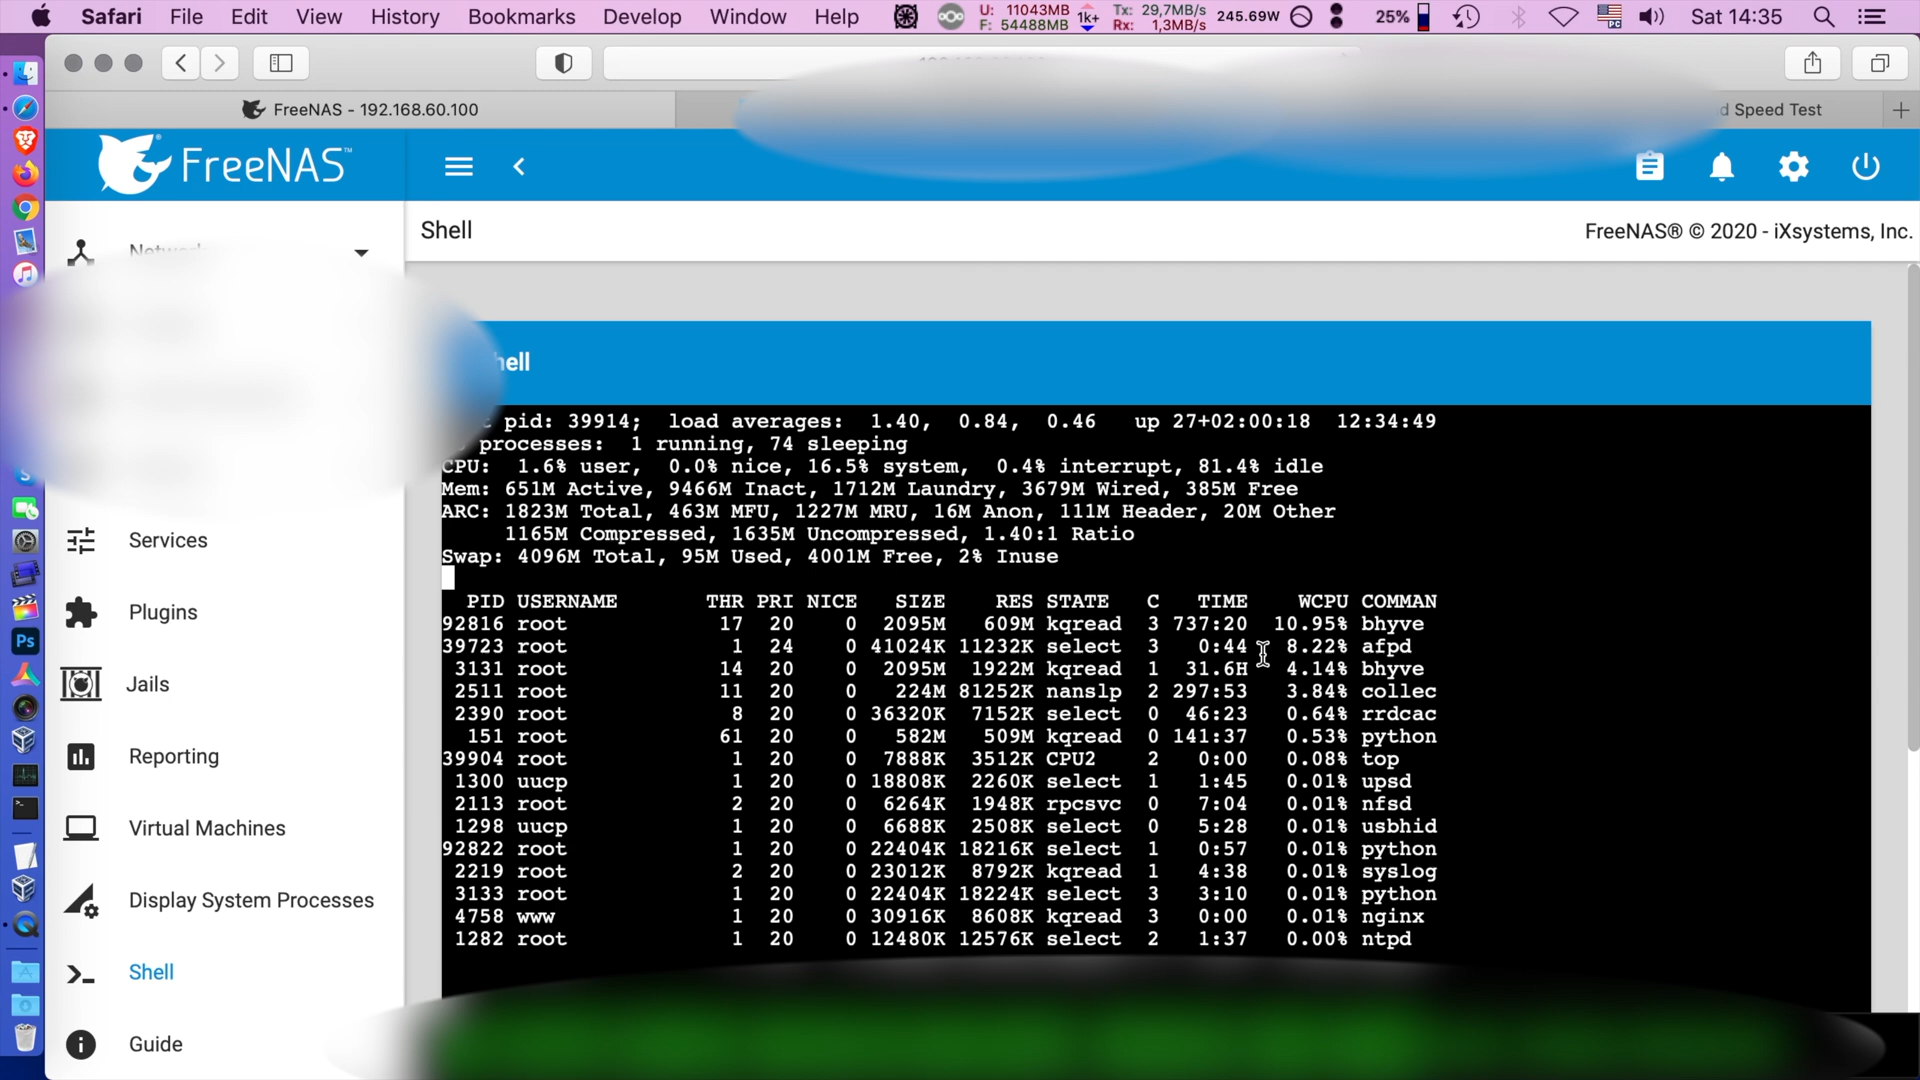 Safari File Edit View History Bookmarks Develop Window Help U: 11043MB F: 54488MB 1k+ Tx: 29,7MB/s Rx: 1,3MB/s 245.69W 25% Sat 14:35
FreeNAS - 192.168.60.100
Speed Test
FreeNAS™
Shell
FreeNAS® © 2020 - iXsystems, Inc.
Services
Plugins
Jails
Reporting
Virtual Machines
Display System Processes
Shell
Guide
pid: 39914; load averages: 1.40, 0.84, 0.46 up 27+02:00:18 12:34:49
processes: 1 running, 74 sleeping
CPU: 1.6% user, 0.0% nice, 16.5% system, 0.4% interrupt, 81.4% idle
Mem: 651M Active, 9466M Inact, 1712M Laundry, 3679M Wired, 385M Free
ARC: 1823M Total, 463M MFU, 1227M MRU, 16M Anon, 111M Header, 20M Other
1165M Compressed, 1635M Uncompressed, 1.40:1 Ratio
Swap: 4096M Total, 95M Used, 4001M Free, 2% Inuse
PID USERNAME THR PRI NICE SIZE RES STATE C TIME WCPU COMMAN
92816 root 17 20 0 2095M 609M kqread 3 737:20 10.95% bhyve
39723 root 1 24 0 41024K 11232K select 3 0:44 8.22% afpd
3131 root 14 20 0 2095M 1922M kqread 1 31.6H 4.14% bhyve
2511 root 11 20 0 224M 81252K nanslp 2 297:53 3.84% collec
2390 root 8 20 0 36320K 7152K select 0 46:23 0.64% rrdcac
151 root 61 20 0 582M 509M kqread 0 141:37 0.53% python
39904 root 1 20 0 7888K 3512K CPU2 2 0:00 0.08% top
1300 uucp 1 20 0 18808K 2260K select 1 1:45 0.01% upsd
2113 root 2 20 0 6264K 1948K rpcsvc 0 7:04 0.01% nfsd
1298 uucp 1 20 0 6688K 2508K select 0 5:28 0.01% usbhid
92822 root 1 20 0 22404K 18216K select 1 0:57 0.01% python
2219 root 2 20 0 23012K 8792K kqread 1 4:38 0.01% syslog
3133 root 1 20 0 22404K 18224K select 3 3:10 0.01% python
4758 www 1 20 0 30916K 8608K kqread 3 0:00 0.01% nginx
1282 root 1 20 0 12480K 12576K select 2 1:37 0.00% ntpd